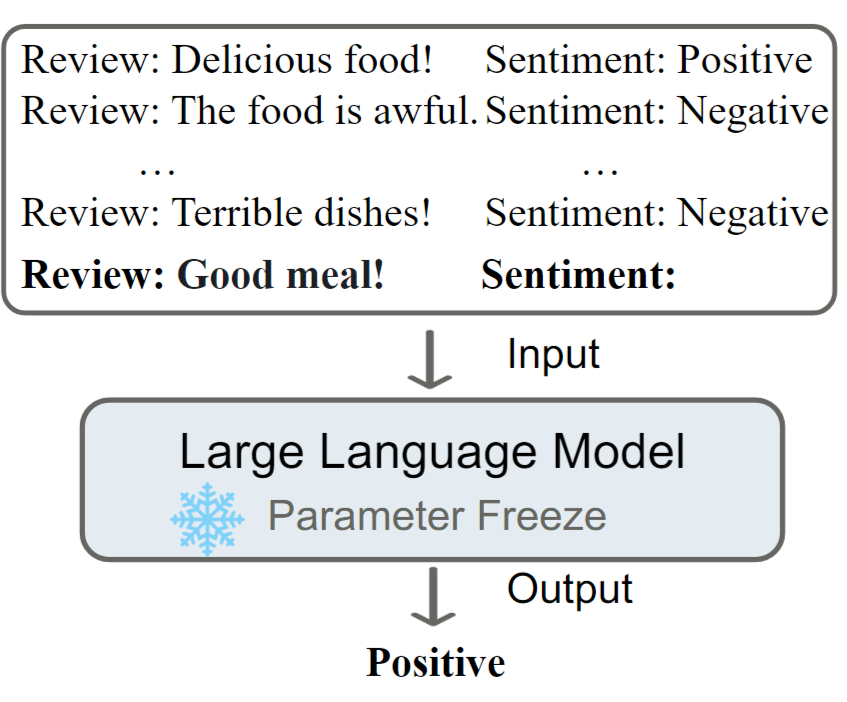 Review: Delicious food! Sentiment: Positive
Review: The food is awful. Sentiment: Negative
... ...
Review: Terrible dishes! Sentiment: Negative
Review: Good meal! Sentiment:
Input
Large Language Model
Parameter Freeze
Output
Positive